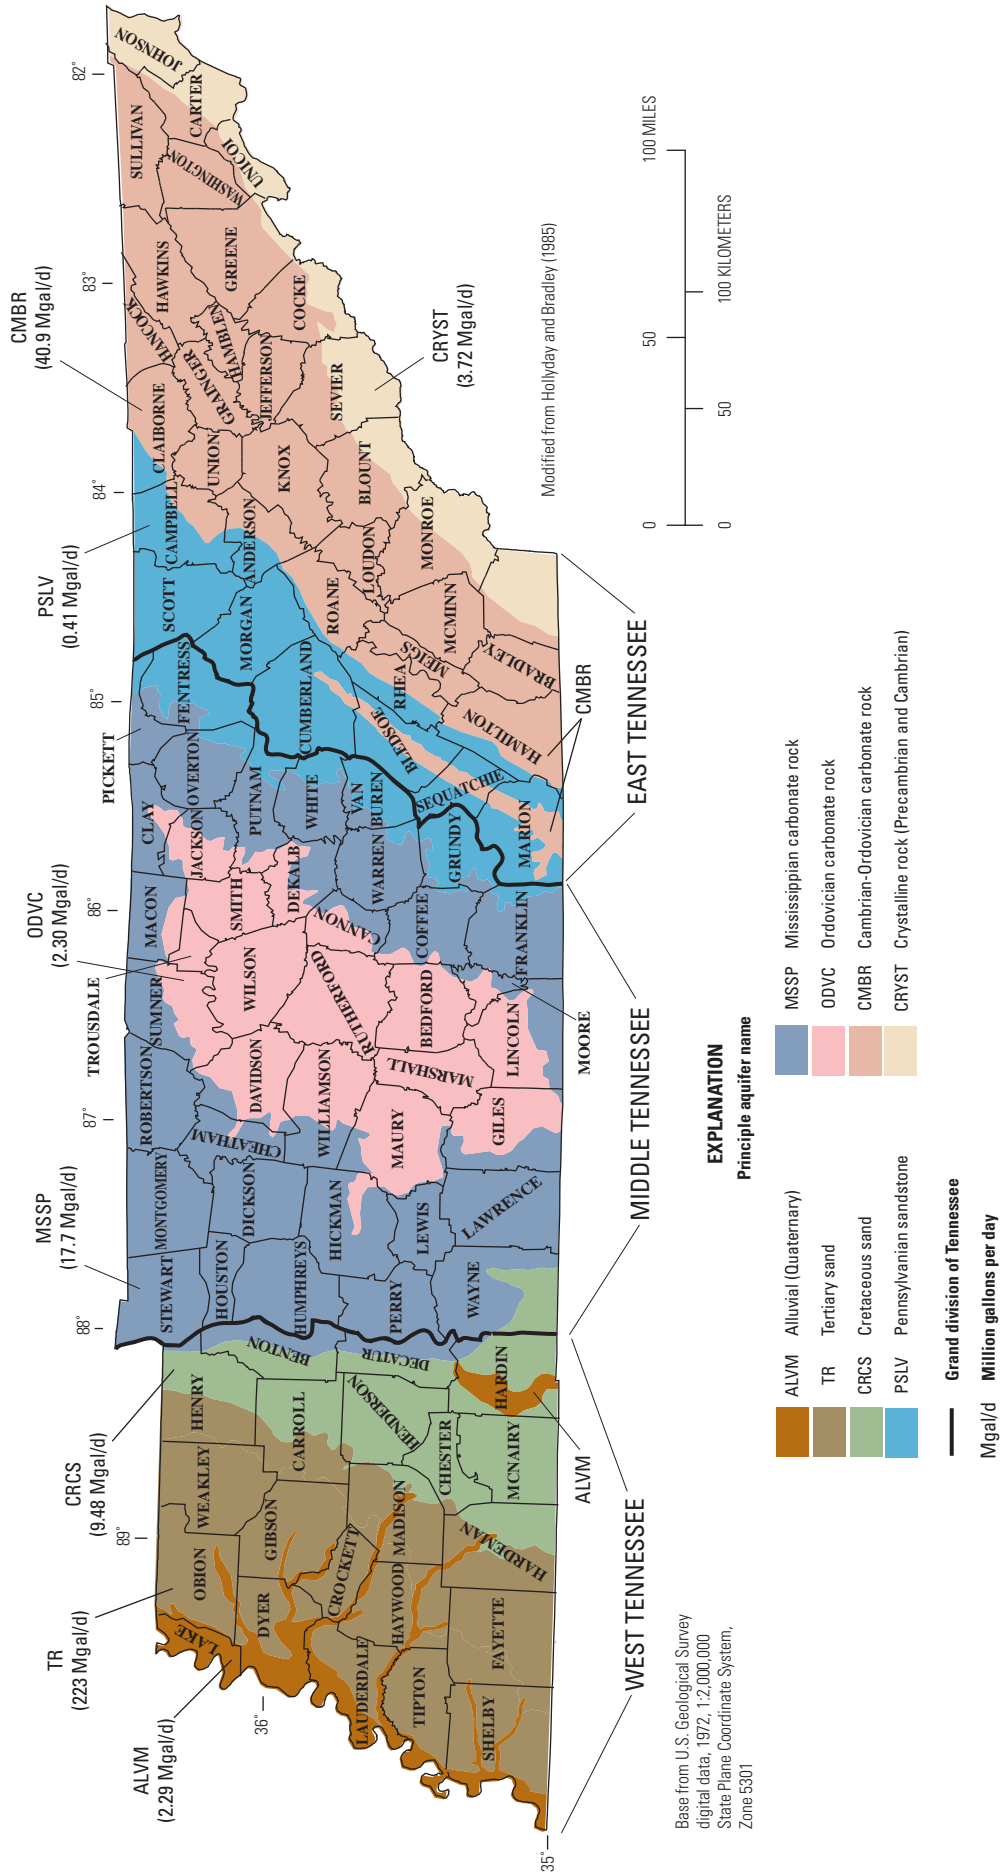 ALVM
(2.29 Mgal/d)
TR
(223 Mgal/d)
CRCS
(9.48 Mgal/d)
MSSP
(17.7 Mgal/d)
ODVC
(2.30 Mgal/d)
PSLV
(0.41 Mgal/d)
CMBR
(40.9 Mgal/d)
CRYST
(3.72 Mgal/d)
89°
88°
87°
86°
85°
84°
83°
82°
36°
35°
TROUSDALE
PICKETT
LAKE
OBION
WEAKLEY
HENRY
DYER
GIBSON
CARROLL
BENTON
LAUDERDALE
CROCKETT
HAYWOOD
MADISON
HENDERSON
DECATUR
TIPTON
SHELBY
FAYETTE
HARDEMAN
CHESTER
MCNAIRY
HARDIN
STEWART
MONTGOMERY
ROBERTSON
SUMNER
MACON
CLAY
HOUSTON
DICKSON
CHEATHAM
DAVIDSON
WILSON
SMITH
JACKSON
OVERTON
FENTRESS
HUMPHREYS
HICKMAN
WILLIAMSON
RUTHERFORD
CANNON
DEKALB
PUTNAM
WHITE
PERRY
LEWIS
MAURY
MARSHALL
BEDFORD
COFFEE
WARREN
VAN
BUREN
WAYNE
LAWRENCE
GILES
LINCOLN
FRANKLIN
GRUNDY
SEQUATCHIE
MARION
SCOTT
CAMPBELL
CLAIBORNE
HANCOCK
HAWKINS
SULLIVAN
JOHNSON
MORGAN
ANDERSON
UNION
GRAINGER
HAMBLEN
GREENE
WASHINGTON
CARTER
UNICOI
CUMBERLAND
ROANE
KNOX
JEFFERSON
COCKE
BLEDSOE
RHEA
MEIGS
LOUDON
BLOUNT
SEVIER
HAMILTON
BRADLEY
MCMINN
MONROE
ALVM
MOORE
CMBR
WEST TENNESSEE
MIDDLE TENNESSEE
EAST TENNESSEE
Modified from Hollyday and Bradley (1985)
0
50
100 MILES
0
50
100 KILOMETERS
Base from U.S. Geological Survey
digital data, 1972, 1:2,000,000
State Plane Coordinate System,
Zone 5301
EXPLANATION
Principle aquifer name
ALVM Alluvial (Quaternary)
TR Tertiary sand
CRCS Cretaceous sand
PSLV Pennsylvanian sandstone
MSSP Mississippian carbonate rock
ODVC Ordovician carbonate rock
CMBR Cambrian-Ordovician carbonate rock
CRYST Crystalline rock (Precambrian and Cambrian)
Grand division of Tennessee
Mgal/d Million gallons per day